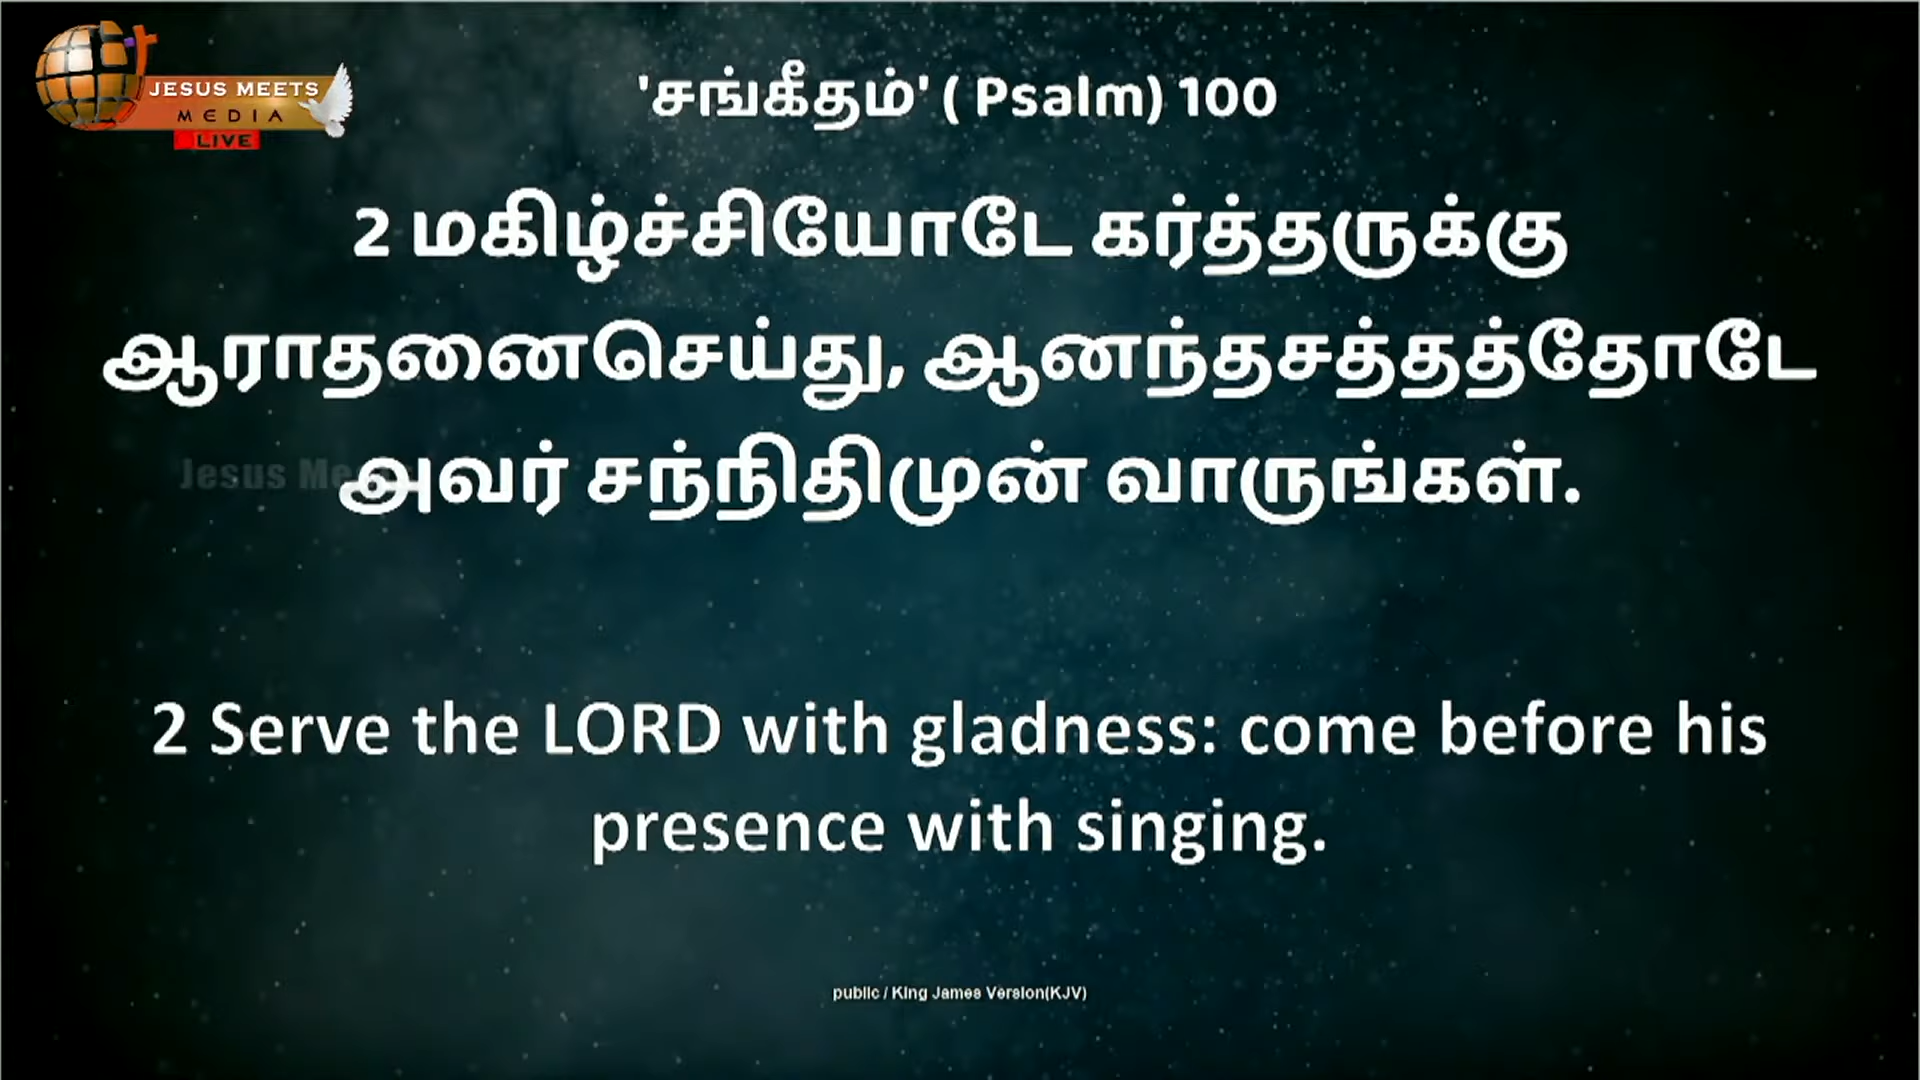 JESUS MEETS
MEDIA
LIVE
'சங்கீதம்' ( Psalm) 100
2 மகிழ்ச்சியோடே கர்த்தருக்கு
ஆராதனைசெய்து, ஆனந்தசத்தத்தோடே
Jesus
அவர் சந்நிதிமுன் வாருங்கள்.
2 Serve the LORD with gladness: come before his
presence with singing.
public / King James Version(KJV)